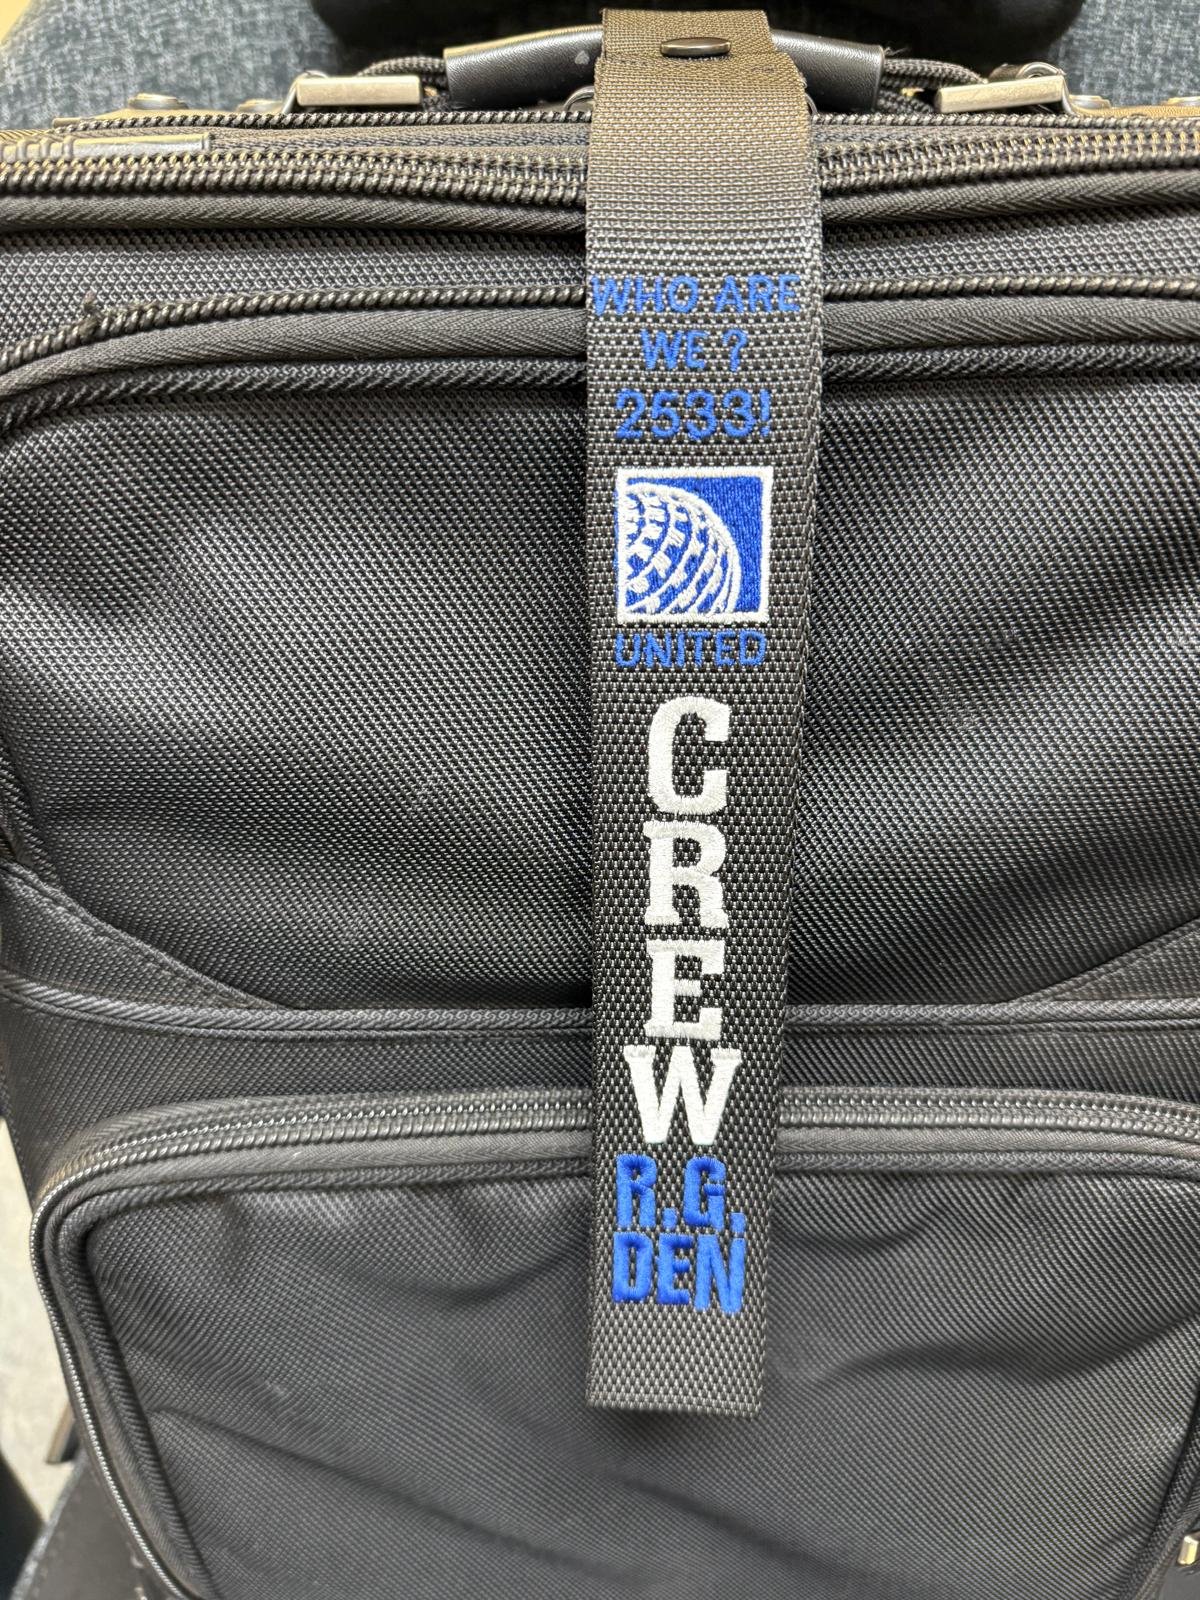 WHO ARE
WE ?
2533!
UNITED
CREW
R.G.
DEN